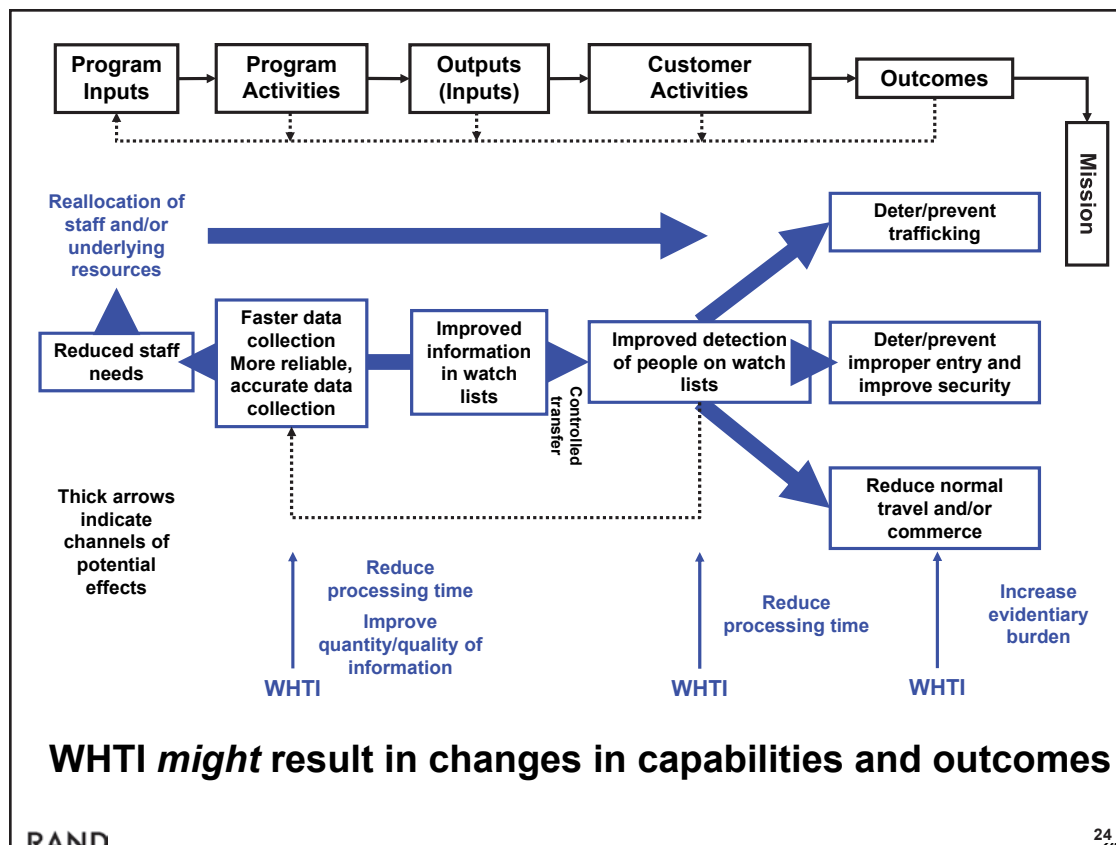 Program
Inputs
Program
Activities
Outputs
(Inputs)
Customer
Activities
Outcomes
Mission
Reallocation of
staff and/or
underlying
resources
Deter/prevent
trafficking
Reduced staff
needs
Faster data
collection
More reliable,
accurate data
collection
Improved
information
in watch
lists
Controlled
transfer
Improved detection
of people on watch
lists
Deter/prevent
improper entry and
improve security
Reduce normal
travel and/or
commerce
Thick arrows
indicate
channels of
potential
effects
Reduce
processing time
Improve
quantity/quality of
information
WHTI
Reduce
processing time
WHTI
Increase
evidentiary
burden
WHTI
WHTI might result in changes in capabilities and outcomes
RAND
24